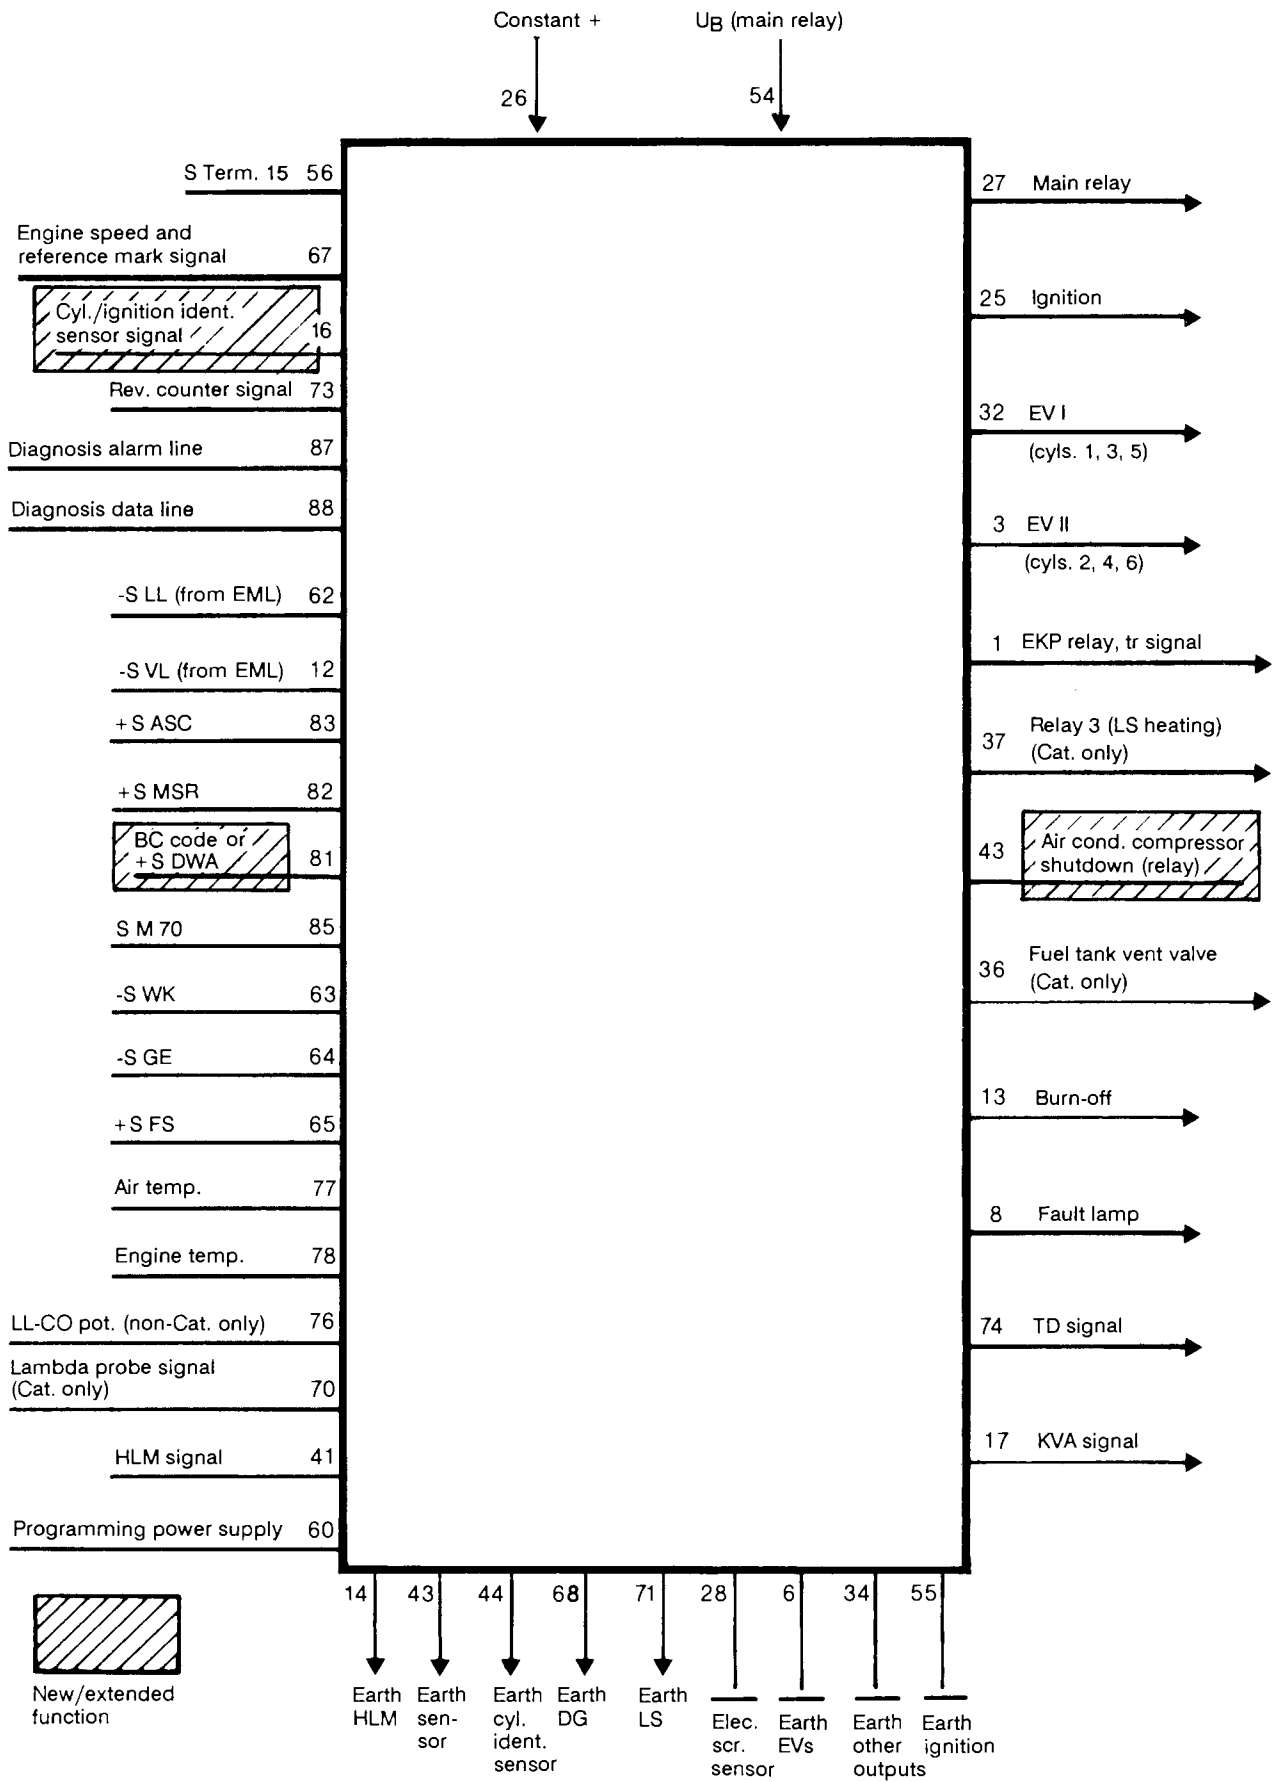 Constant +
U_B (main relay)
26
54
S Term. 15 56
Engine speed and
reference mark signal 67
Cyl./ignition ident.
sensor signal 16
Rev. counter signal 73
Diagnosis alarm line 87
Diagnosis data line 88
-S LL (from EML) 62
-S VL (from EML) 12
+S ASC 83
+S MSR 82
BC code or
+S DWA 81
S M 70 85
-S WK 63
-S GE 64
+S FS 65
Air temp. 77
Engine temp. 78
LL-CO pot. (non-Cat. only) 76
Lambda probe signal
(Cat. only) 70
HLM signal 41
Programming power supply 60
27 Main relay
25 Ignition
32 EV I
(cyls. 1, 3, 5)
3 EV II
(cyls. 2, 4, 6)
1 EKP relay, tr signal
37 Relay 3 (LS heating)
(Cat. only)
43 Air cond. compressor
shutdown (relay)
36 Fuel tank vent valve
(Cat. only)
13 Burn-off
8 Fault lamp
74 TD signal
17 KVA signal
14
Earth
HLM
43
Earth
sen-
sor
44
Earth
cyl.
ident.
sensor
68
Earth
DG
71
Earth
LS
28
Elec.
scr.
sensor
6
Earth
EVs
34
Earth
other
outputs
55
Earth
ignition
New/extended
function